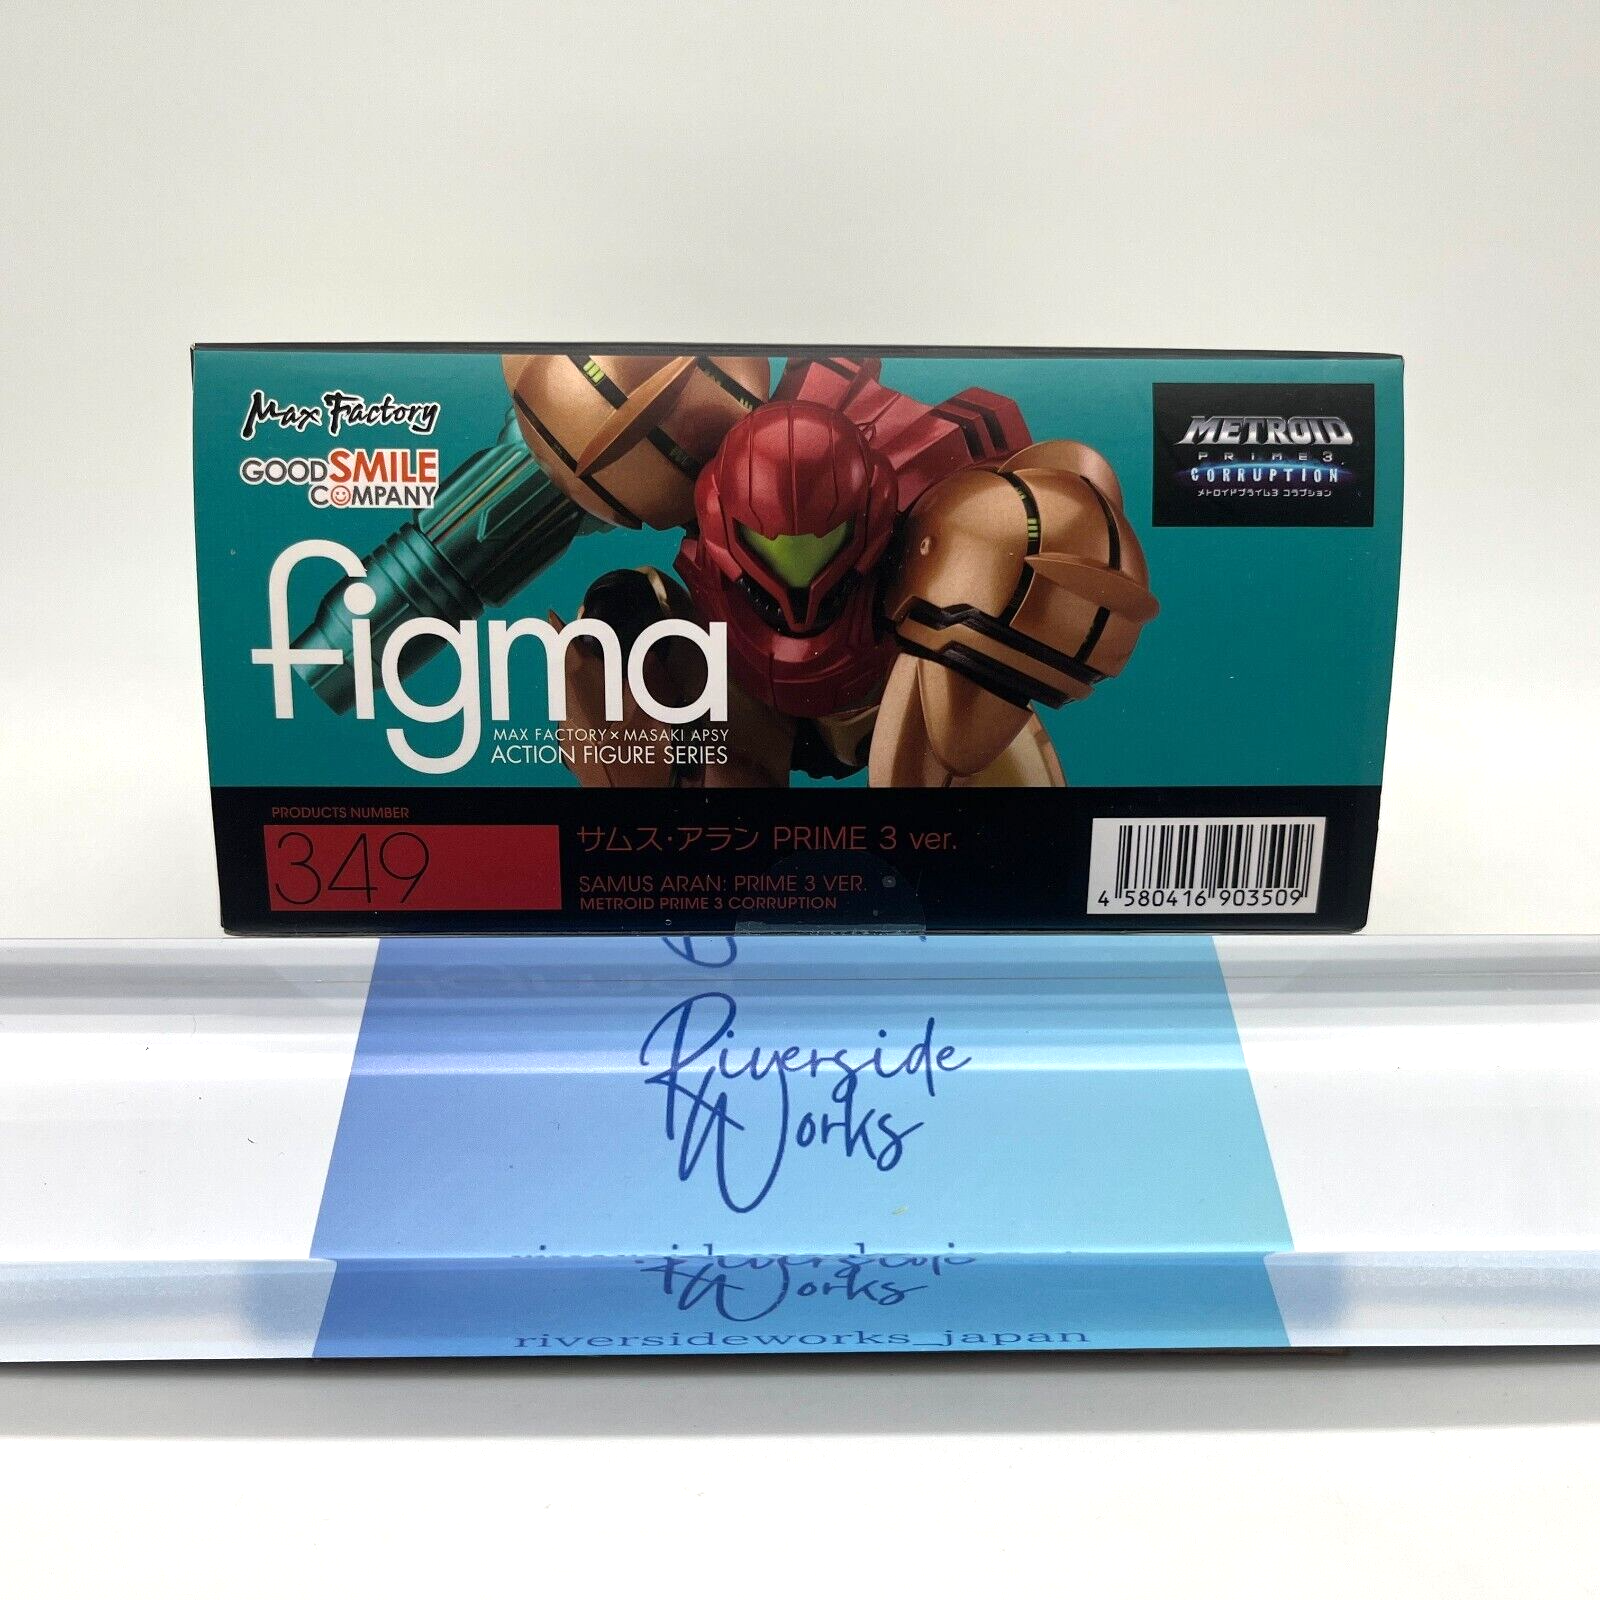 Max Factory
GOOD SMILE
COMPANY
METROID
PRIME 3
CORRUPTION
メトロイドプライム3 コラプション
figma
MAX FACTORY × MASAKI APSY
ACTION FIGURE SERIES
PRODUCTS NUMBER
349
サムス・アラン PRIME 3 ver.
SAMUS ARAN: PRIME 3 VER.
METROID PRIME 3 CORRUPTION
4 580416 903509
Riverside
Works
Works
riversideworks_japan